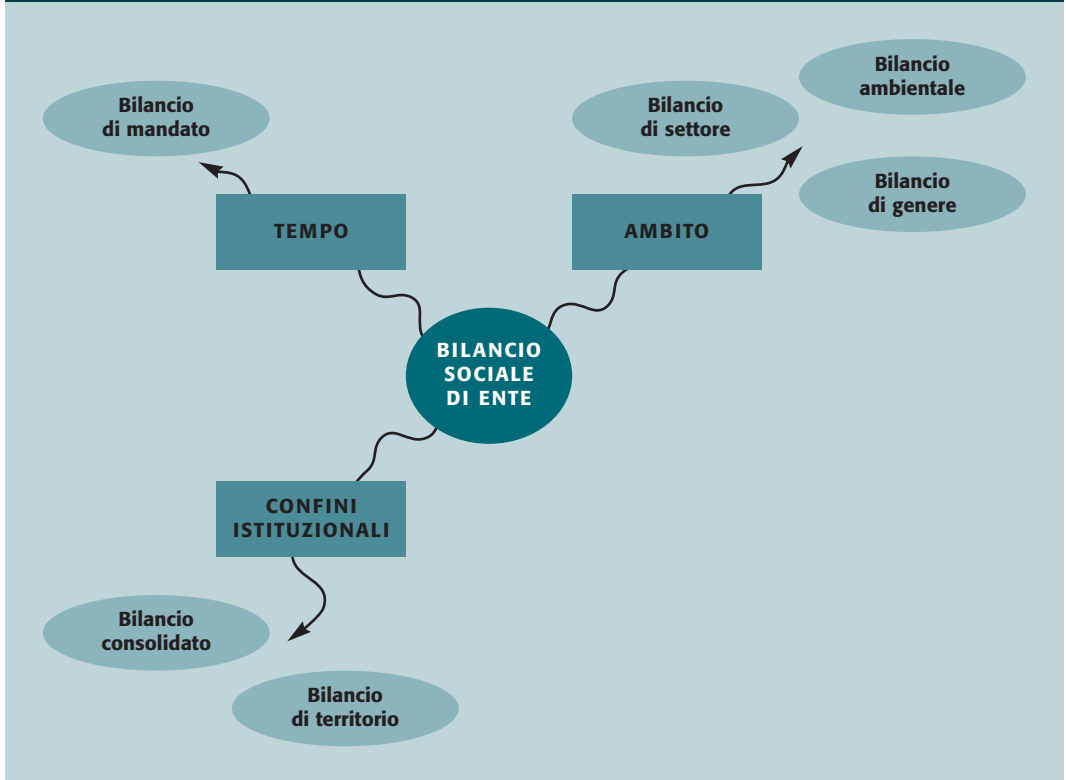 Bilancio
ambientale
Bilancio
di mandato
Bilancio
di settore
Bilancio
di genere
TEMPO
AMBITO
BILANCIO
SOCIALE
DI ENTE
CONFINI
ISTITUZIONALI
Bilancio
consolidato
Bilancio
di territorio